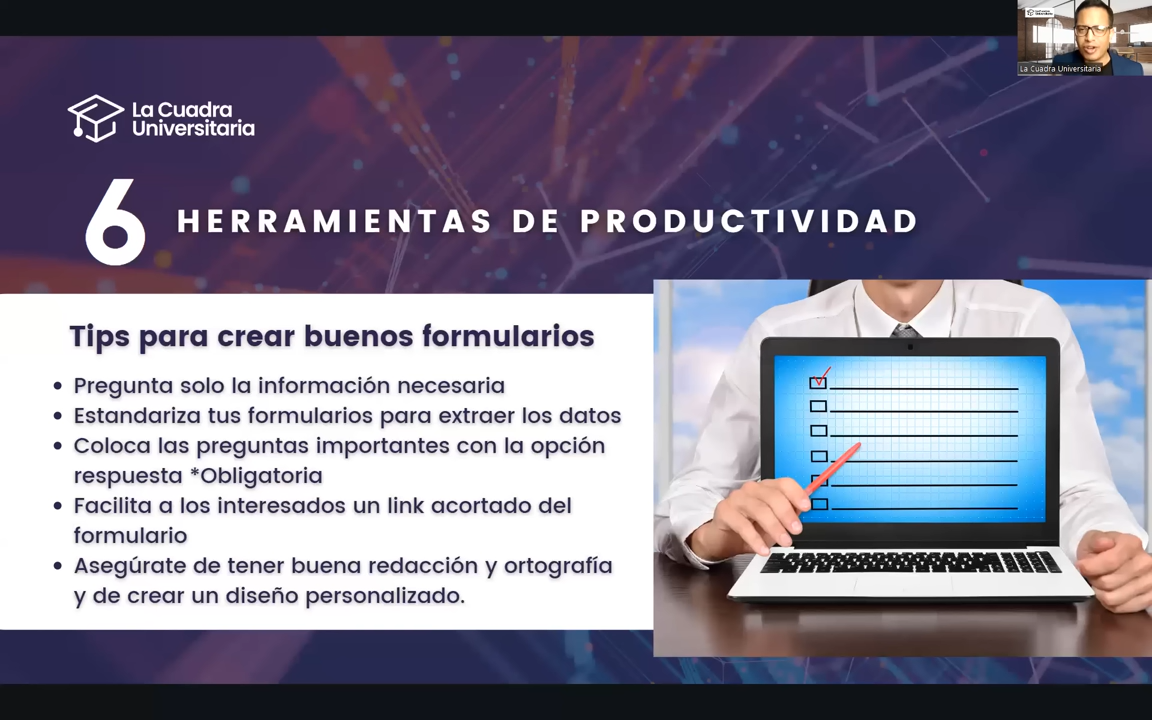 La Cuadra Universitaria
La Cuadra
Universitaria
6
HERRAMIENTAS DE PRODUCTIVIDAD
Tips para crear buenos formularios
• Pregunta solo la información necesaria
• Estandariza tus formularios para extraer los datos
• Coloca las preguntas importantes con la opción
respuesta *Obligatoria
• Facilita a los interesados un link acortado del
formulario
• Asegúrate de tener buena redacción y ortografía
y de crear un diseño personalizado.